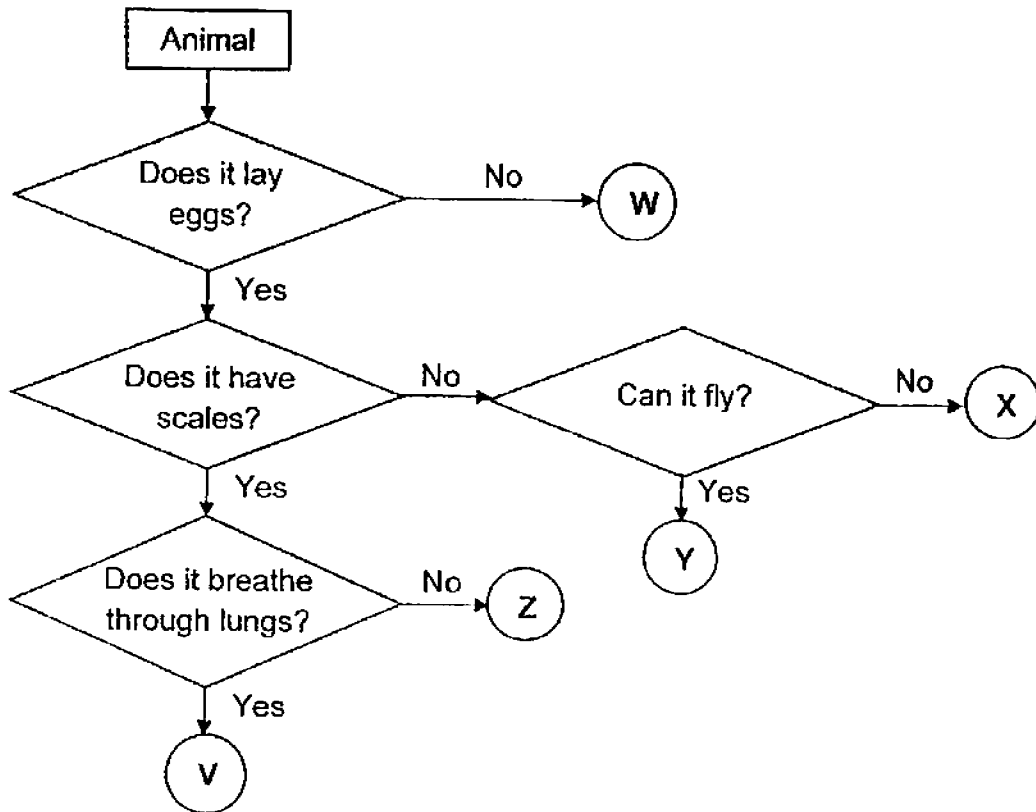 Animal
Does it lay
eggs?
No
W
Yes
Does it have
scales?
No
Can it fly?
No
X
Yes
Yes
Y
Does it breathe
through lungs?
No
Z
Yes
V